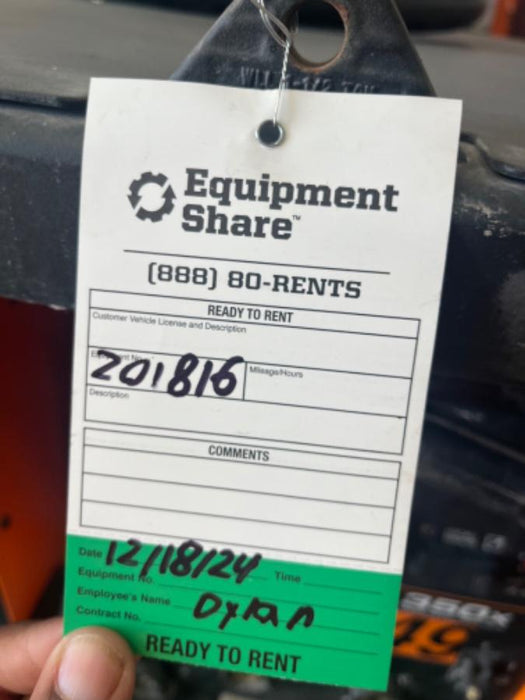 Equipment
Share™
(888) 80-RENTS
READY TO RENT
Customer Vehicle License and Description
Equipment No.
201816
Mileage/Hours
Description
COMMENTS
Date 12/18/24 Time
Equipment No.
Employee's Name Dylan
Contract No.
READY TO RENT
350x